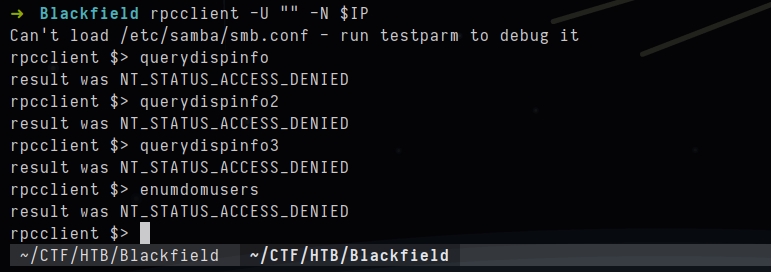 → Blackfield rpcclient -U "" -N $IP
Can't load /etc/samba/smb.conf - run testparm to debug it
rpcclient $> querydispinfo
result was NT_STATUS_ACCESS_DENIED
rpcclient $> querydispinfo2
result was NT_STATUS_ACCESS_DENIED
rpcclient $> querydispinfo3
result was NT_STATUS_ACCESS_DENIED
rpcclient $> enumdomusers
result was NT_STATUS_ACCESS_DENIED
rpcclient $>
~/CTF/HTB/Blackfield ~/CTF/HTB/Blackfield